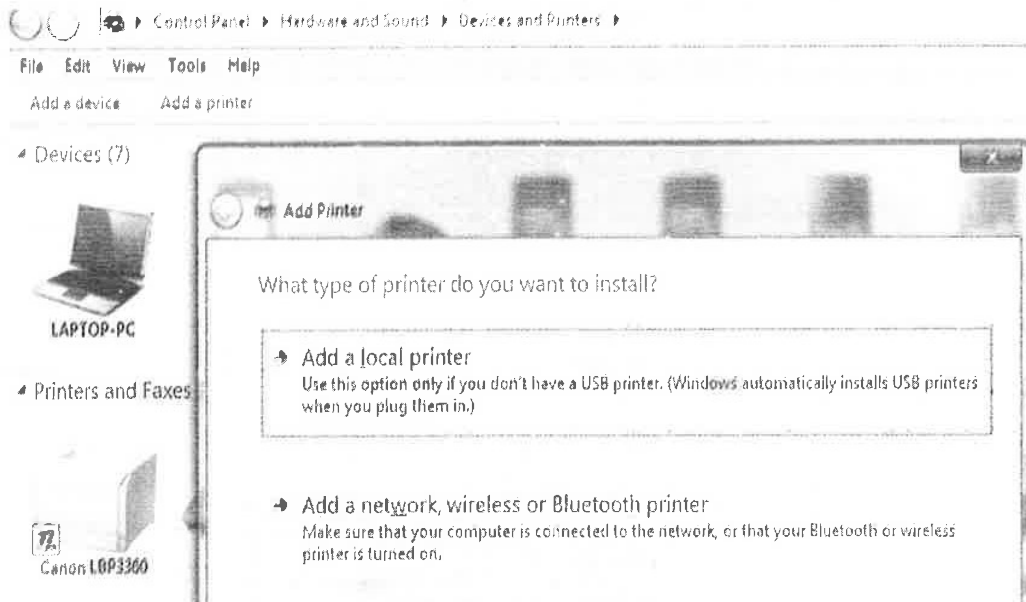 Control Panel ▸ Hardware and Sound ▸ Devices and Printers ▸
File Edit View Tools Help
Add a device Add a printer
Devices (7)
Add Printer
What type of printer do you want to install?
LAPTOP-PC
Add a local printer
Use this option only if you don't have a USB printer. (Windows automatically installs USB printers
when you plug them in.)
Printers and Faxes
Add a network, wireless or Bluetooth printer
Make sure that your computer is connected to the network, or that your Bluetooth or wireless
printer is turned on.
Canon LBP3360